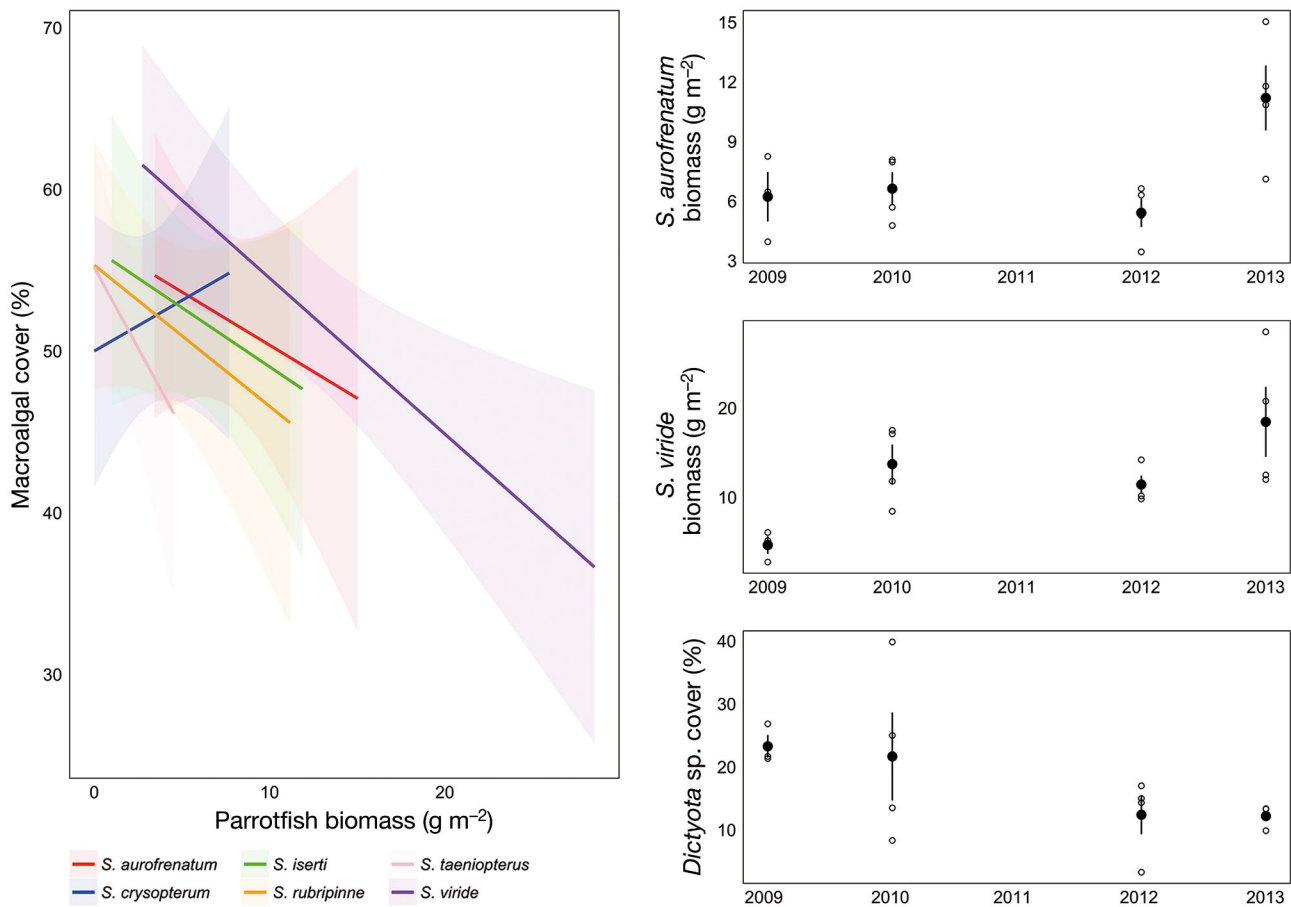 70
60
50
40
30
Macroalgal cover (%)
0
10
20
Parrotfish biomass (g m–2)
S. aurofrenatum
S. iserti
S. taeniopterus
S. crysopterum
S. rubripinne
S. viride
S. aurofrenatum
biomass (g m–2)
15
12
9
6
3
2009
2010
2011
2012
2013
S. viride
biomass (g m–2)
20
10
2009
2010
2011
2012
2013
Dictyota sp. cover (%)
40
30
20
10
2009
2010
2011
2012
2013